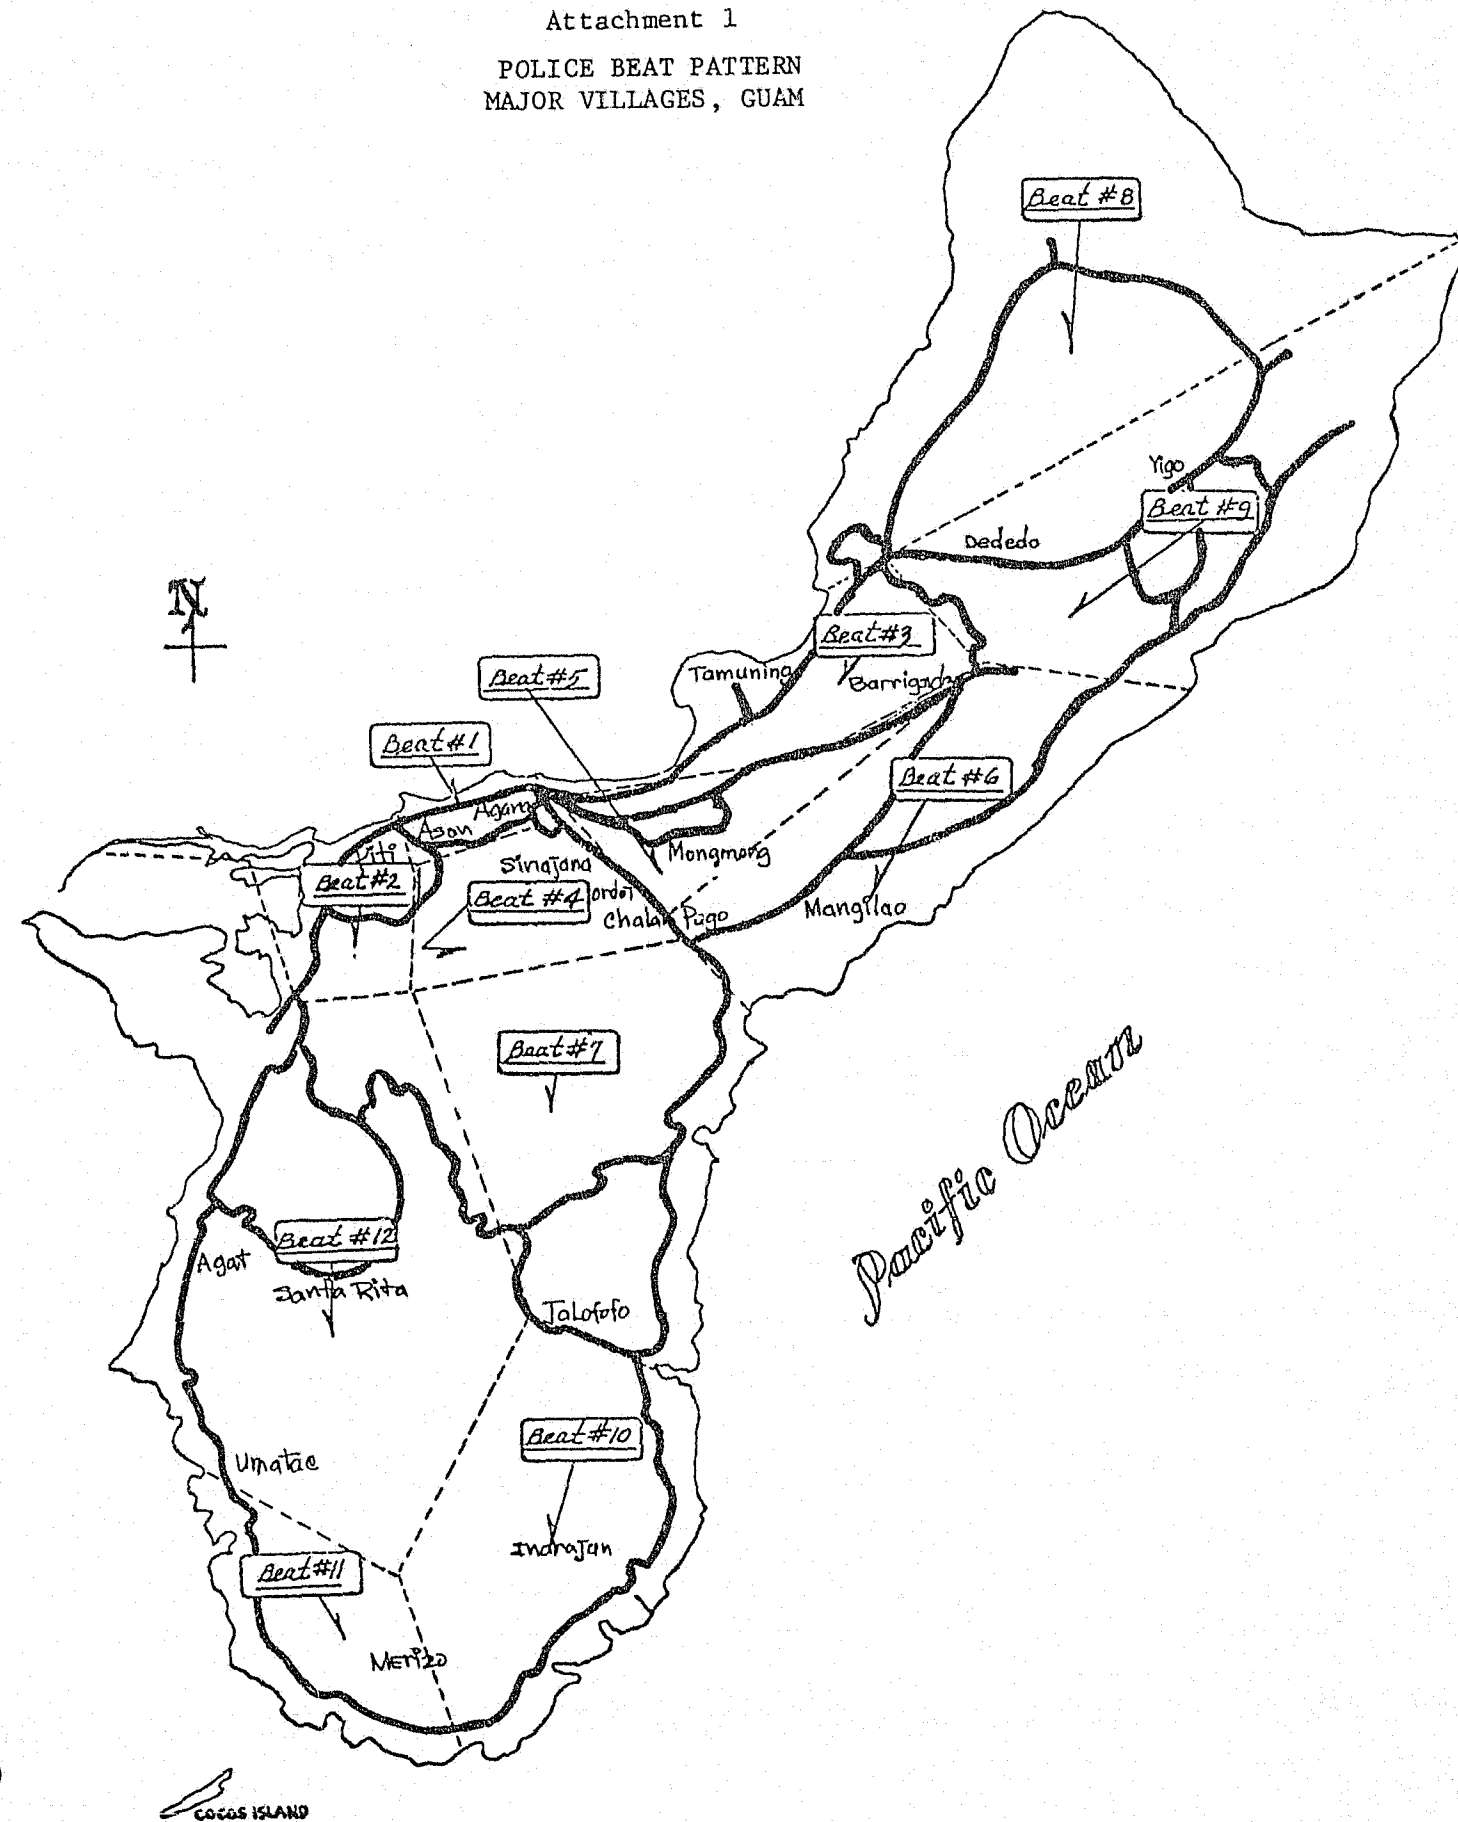 Attachment 1
POLICE BEAT PATTERN
MAJOR VILLAGES, GUAM
Beat #8
Yigo
Beat #9
Dededo
N
Beat #3
Beat #5
Tamuning
Barrigada
Beat #1
Beat #6
Agana
Asan
Piti
Sinajana
Mongmong
Beat #2
Beat #4
ordot
Chalan Pago
Mangilao
Beat #7
Pacific Ocean
Beat #12
Agat
Santa Rita
Talofofo
Beat #10
Umatac
Inarajan
Beat #11
Merizo
COCOS ISLAND